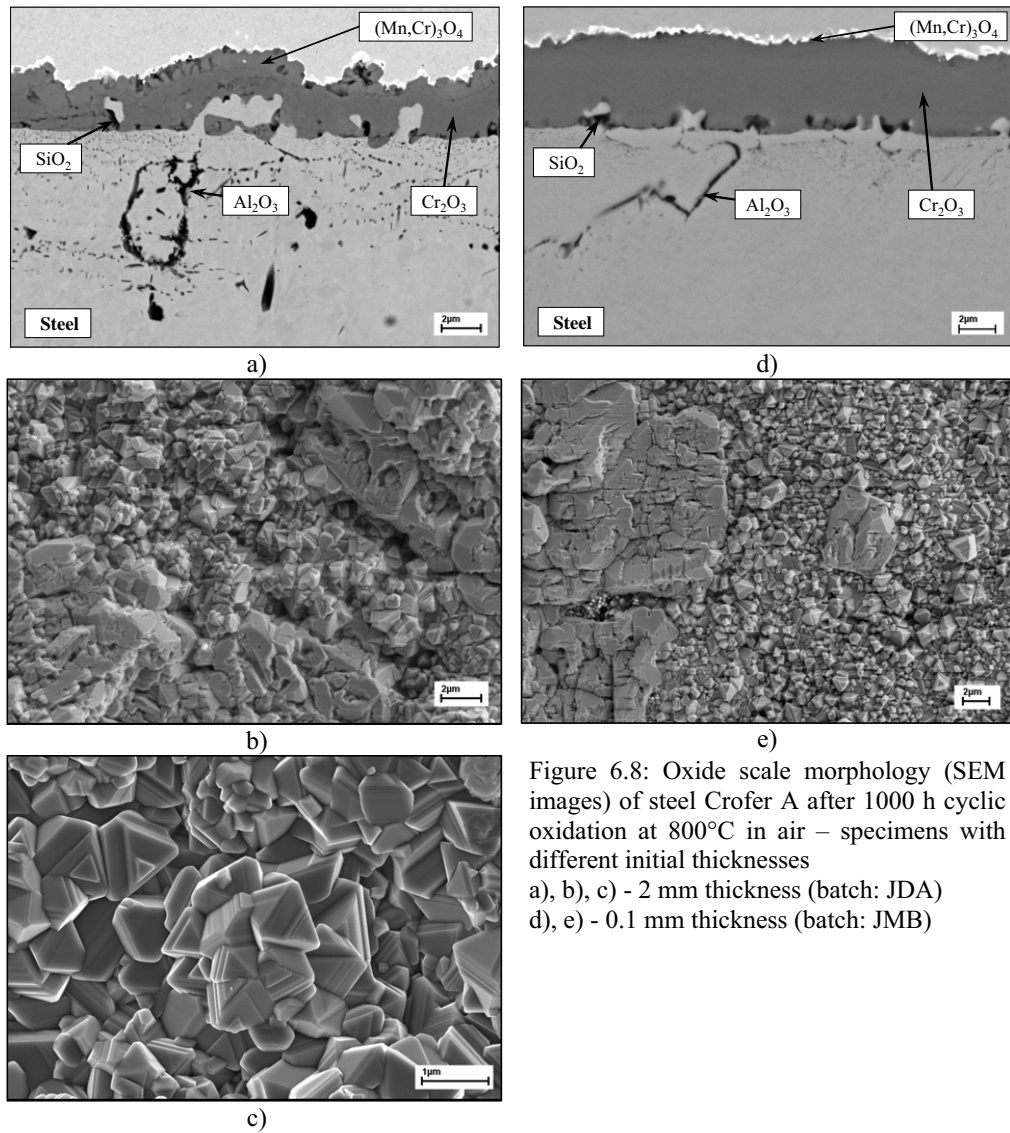 (Mn,Cr)₃O₄
SiO₂
Al₂O₃
Cr₂O₃
Steel
2µm
a)
(Mn,Cr)₃O₄
SiO₂
Al₂O₃
Cr₂O₃
Steel
2µm
d)
2µm
b)
2µm
e)
1µm
c)
Figure 6.8: Oxide scale morphology (SEM
images) of steel Crofer A after 1000 h cyclic
oxidation at 800°C in air – specimens with
different initial thicknesses
a), b), c) - 2 mm thickness (batch: JDA)
d), e) - 0.1 mm thickness (batch: JMB)